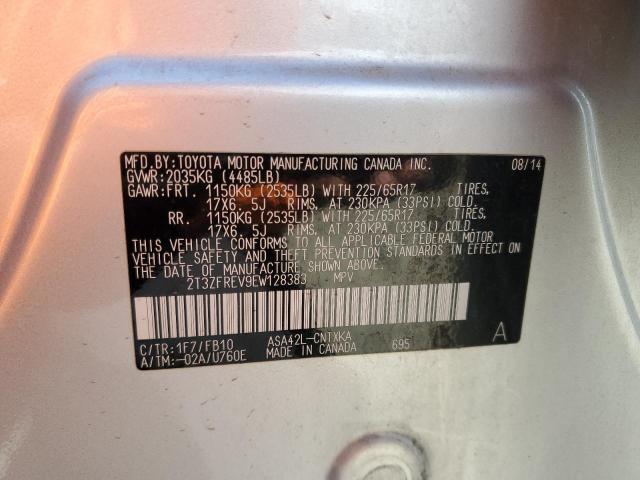 MFD.BY:TOYOTA MOTOR MANUFACTURING CANADA INC. 08/14
GVWR:2035KG (4485LB)
GAWR:FRT. 1150KG (2535LB) WITH 225/65R17 TIRES,
17X6.5J RIMS, AT 230KPA (33PSI) COLD.
RR. 1150KG (2535LB) WITH 225/65R17 TIRES,
17X6.5J RIMS, AT 230KPA (33PSI) COLD.
THIS VEHICLE CONFORMS TO ALL APPLICABLE FEDERAL MOTOR
VEHICLE SAFETY AND THEFT PREVENTION STANDARDS IN EFFECT ON
THE DATE OF MANUFACTURE SHOWN ABOVE.
2T3ZFREV9EW128383 MPV
C/TR:1F7/FB10 ASA42L-CNTXKA
A/TM:-02A/U760E MADE IN CANADA 695 A